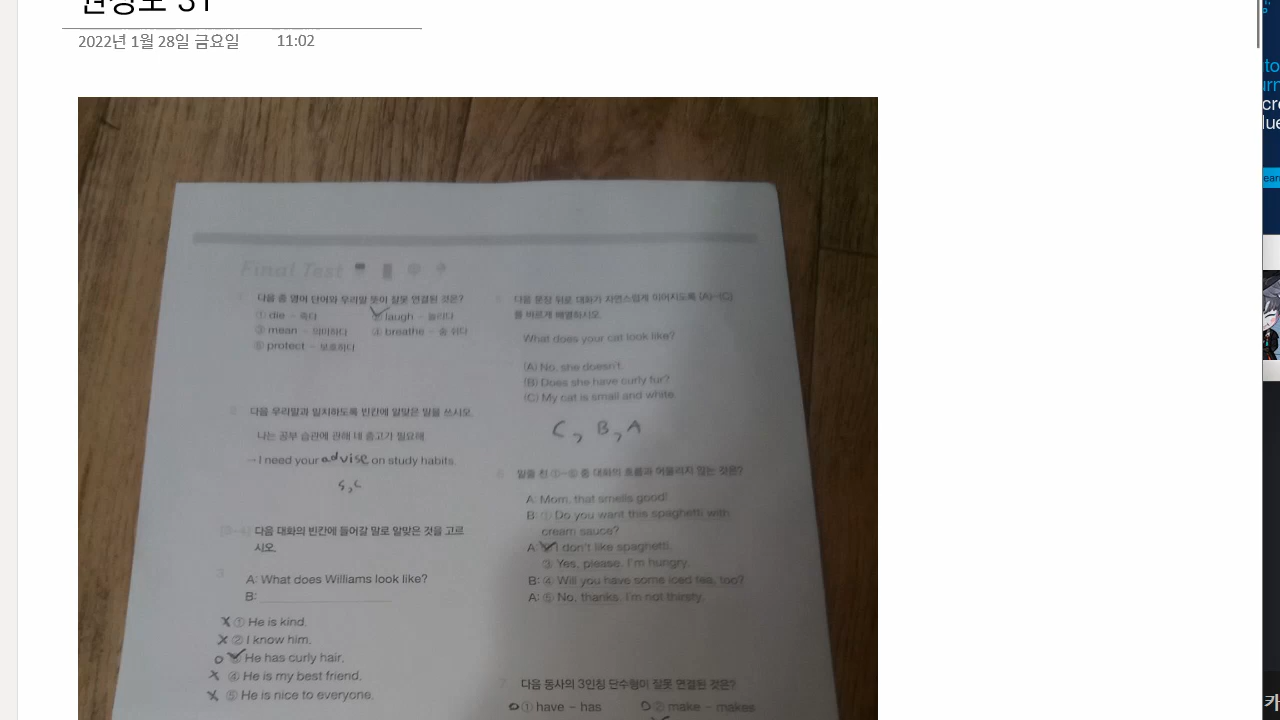 2022년 1월 28일 금요일 11:02
Final Test
다음 중 영어 단어와 우리말 뜻이 잘못 연결된 것은?
① die - 죽다 ② laugh - 놀리다
③ mean - 의미하다 ④ breathe - 숨 쉬다
⑤ protect - 보호하다
2 다음 우리말과 일치하도록 빈칸에 알맞은 말을 쓰시오.
나는 공부 습관에 관해 네 충고가 필요해
→ I need your advise on study habits.
s, c
[3-4] 다음 대화의 빈칸에 들어갈 말로 알맞은 것을 고르
시오.
3
A: What does Williams look like?
B:
X ① He is kind.
X ② I know him.
O He has curly hair.
X ④ He is my best friend.
X ⑤ He is nice to everyone.
다음 문장 뒤로 대화가 자연스럽게 이어지도록 (A)~(C)
를 바르게 배열하시오.
What does your cat look like?
(A) No, she doesn't.
(B) Does she have curly fur?
(C) My cat is small and white.
C, B, A
6 밑줄 친 ①~⑤ 중 대화의 흐름과 어울리지 않는 것은?
A: Mom, that smells good!
B: ① Do you want this spaghetti with
cream sauce?
A: I don't like spaghetti.
③ Yes, please. I'm hungry.
B: ④ Will you have some iced tea, too?
A: ⑤ No, thanks. I'm not thirsty.
7 다음 동사의 3인칭 단수형이 잘못 연결된 것은?
O ① have - has O ② make - makes